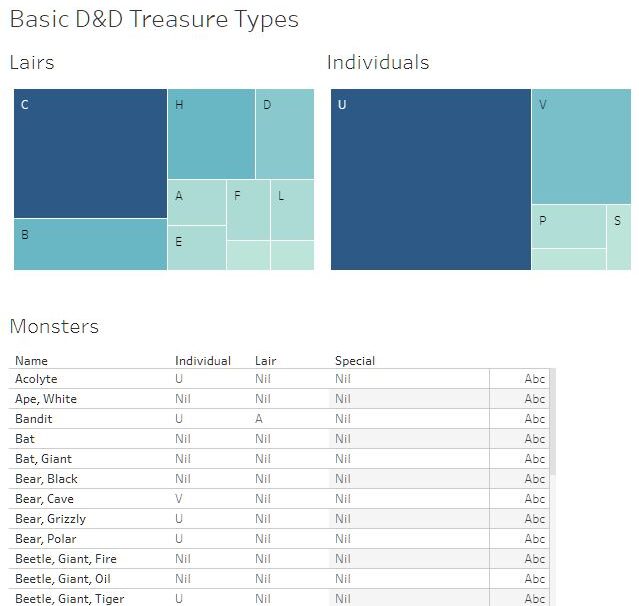 Basic D&D Treasure Types
Lairs
Individuals
C
H
D
A
F
L
B
E
U
V
P
S
Monsters
Name Individual Lair Special
Acolyte U Nil Nil Abc
Ape, White Nil Nil Nil Abc
Bandit U A Nil Abc
Bat Nil Nil Nil Abc
Bat, Giant Nil Nil Nil Abc
Bear, Black Nil Nil Nil Abc
Bear, Cave V Nil Nil Abc
Bear, Grizzly U Nil Nil Abc
Bear, Polar U Nil Nil Abc
Beetle, Giant, Fire Nil Nil Nil Abc
Beetle, Giant, Oil Nil Nil Nil Abc
Beetle, Giant, Tiger U Nil Nil Abc